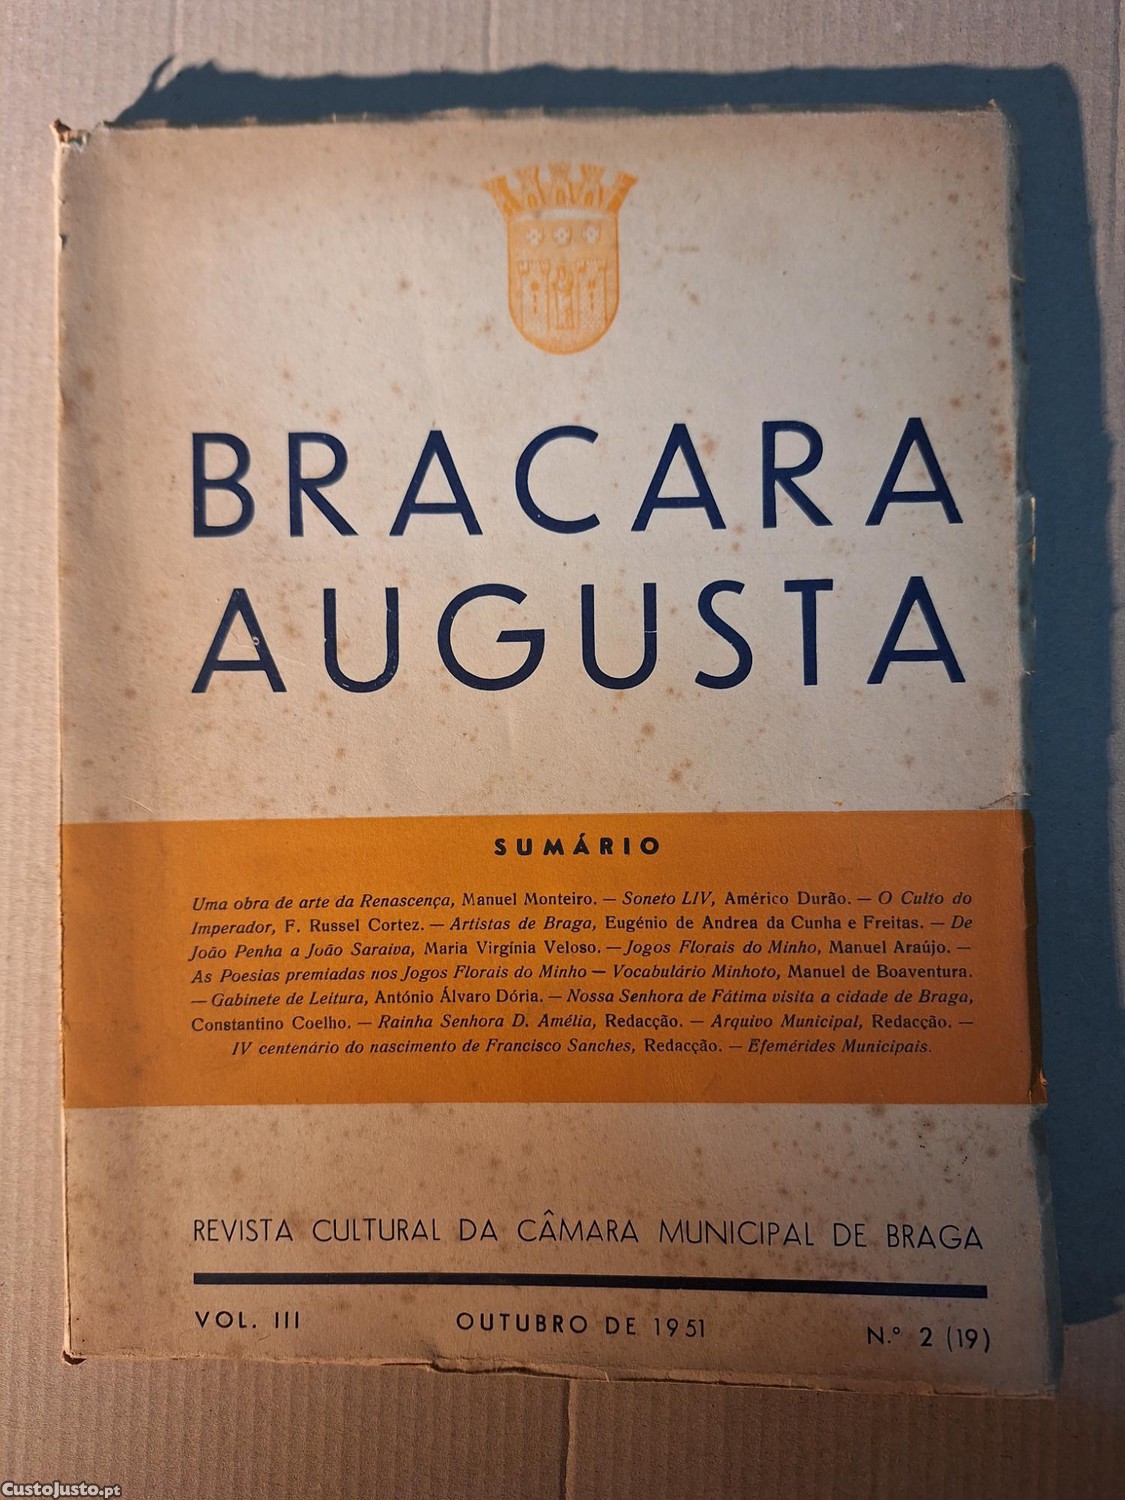 BRACARA
AUGUSTA
SUMÁRIO
Uma obra de arte da Renascença, Manuel Monteiro. — Soneto LIV, Américo Durão. — O Culto do
Imperador, F. Russel Cortez. — Artistas de Braga, Eugénio de Andrea da Cunha e Freitas. — De
João Penha a João Saraiva, Maria Virgínia Veloso. — Jogos Florais do Minho, Manuel Araújo. —
As Poesias premiadas nos Jogos Florais do Minho — Vocabulário Minhoto, Manuel de Boaventura.
— Gabinete de Leitura, António Álvaro Dória. — Nossa Senhora de Fátima visita a cidade de Braga,
Constantino Coelho. — Rainha Senhora D. Amélia, Redacção. — Arquivo Municipal, Redacção. —
IV centenário do nascimento de Francisco Sanches, Redacção. — Efemérides Municipais.
REVISTA CULTURAL DA CÂMARA MUNICIPAL DE BRAGA
VOL. III OUTUBRO DE 1951 N.º 2 (19)
CustoJusto.pt